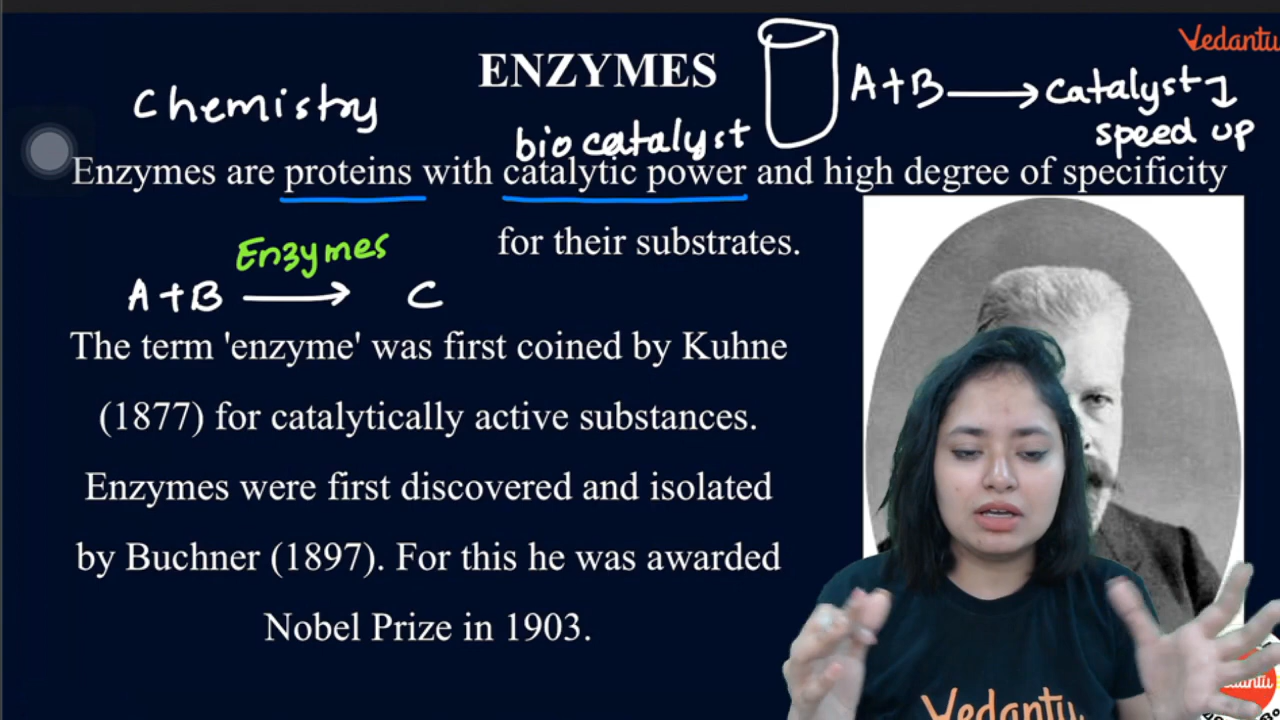 Vedantu
ENZYMES
Chemistry
A+B → Catalyst
speed up
bio catalyst
Enzymes are proteins with catalytic power and high degree of specificity
for their substrates.
Enzymes
A+B → C
The term 'enzyme' was first coined by Kuhne
(1877) for catalytically active substances.
Enzymes were first discovered and isolated
by Buchner (1897). For this he was awarded
Nobel Prize in 1903.
Vedantu